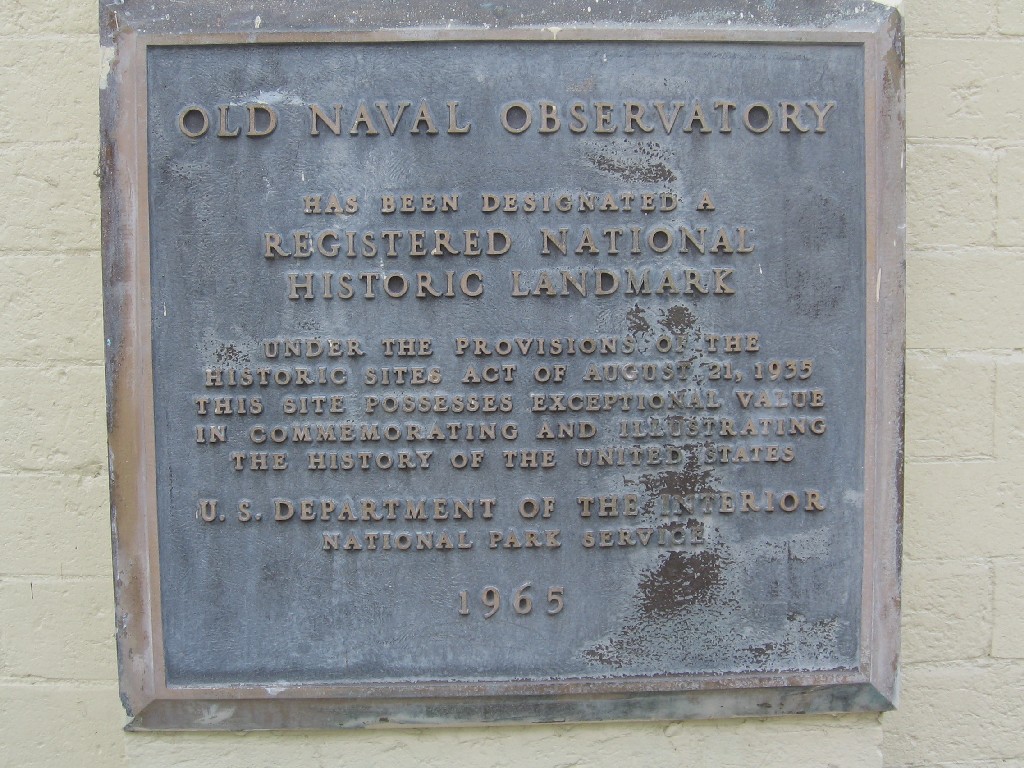 OLD NAVAL OBSERVATORY
HAS BEEN DESIGNATED A
REGISTERED NATIONAL
HISTORIC LANDMARK
UNDER THE PROVISIONS OF THE
HISTORIC SITES ACT OF AUGUST 21, 1935
THIS SITE POSSESSES EXCEPTIONAL VALUE
IN COMMEMORATING AND ILLUSTRATING
THE HISTORY OF THE UNITED STATES
U. S. DEPARTMENT OF THE INTERIOR
NATIONAL PARK SERVICE
1965